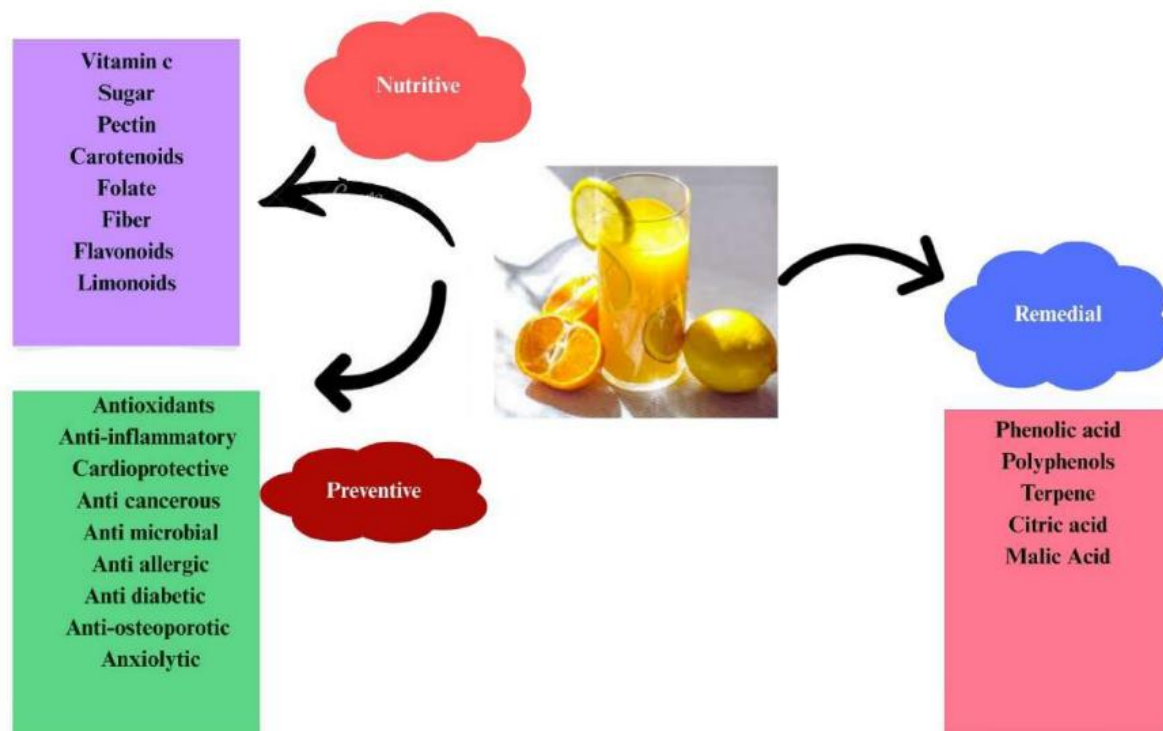 Nutritive
Vitamin c
Sugar
Pectin
Carotenoids
Folate
Fiber
Flavonoids
Limonoids
Preventive
Antioxidants
Anti-inflammatory
Cardioprotective
Anti cancerous
Anti microbial
Anti allergic
Anti diabetic
Anti-osteoporotic
Anxiolytic
Remedial
Phenolic acid
Polyphenols
Terpene
Citric acid
Malic Acid